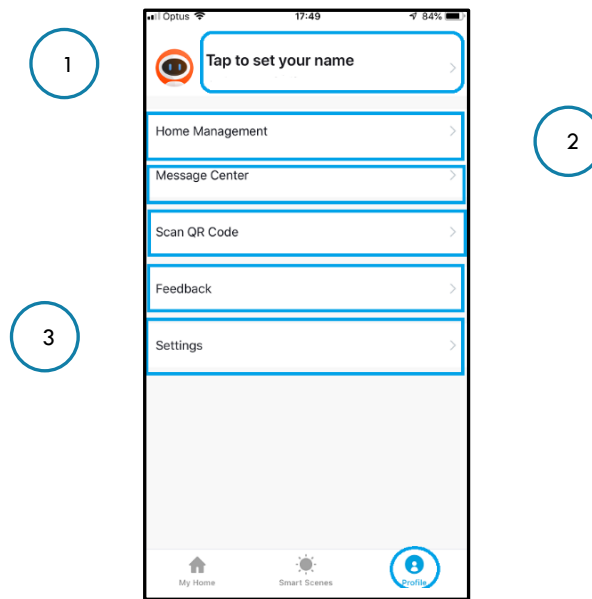 Optus 17:49 84%
1
Tap to set your name
Home Management
2
Message Center
Scan QR Code
Feedback
3
Settings
My Home Smart Scenes Profile